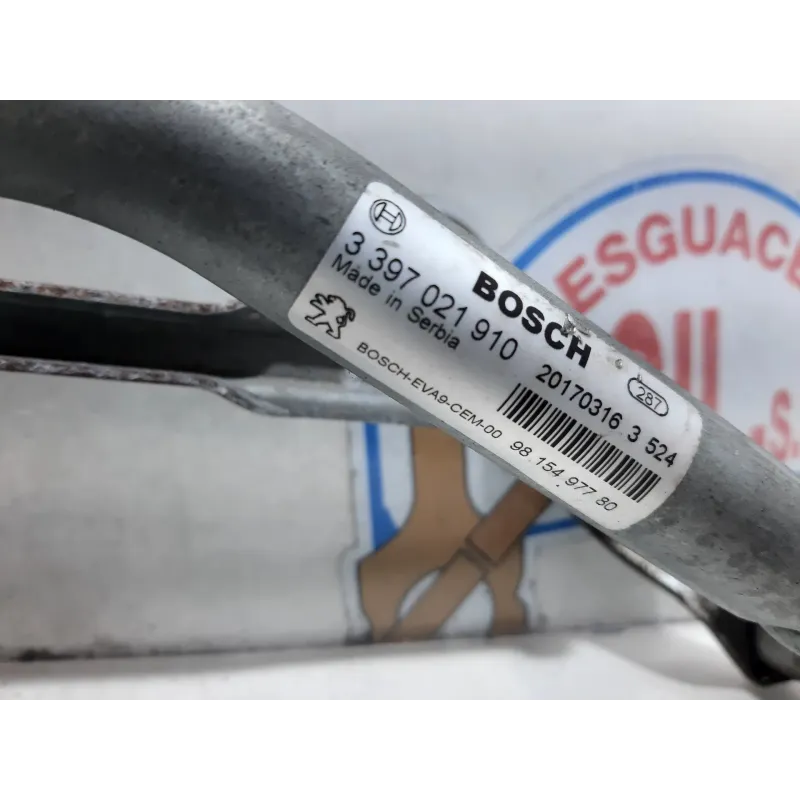 BOSCH
3 397 021 910
Made in Serbia
287
20170316 3 524
BOSCH-EVA9-CEM-00 98 154 977 80
ESGUACE
.S.